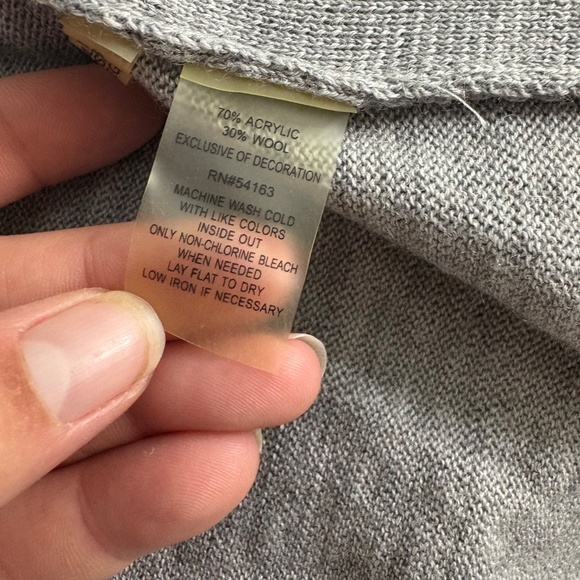 70% ACRYLIC
30% WOOL
EXCLUSIVE OF DECORATION
RN#54163
MACHINE WASH COLD
WITH LIKE COLORS
INSIDE OUT
ONLY NON-CHLORINE BLEACH
WHEN NEEDED
LAY FLAT TO DRY
LOW IRON IF NECESSARY